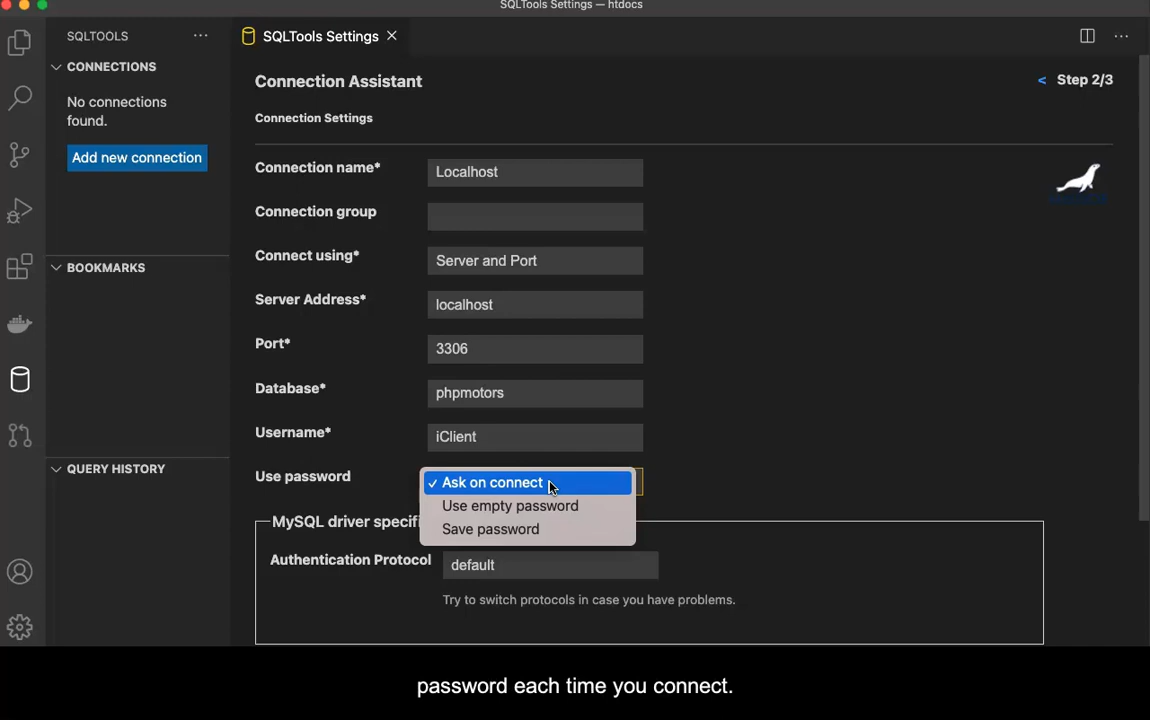 SQLTools Settings — htdocs
SQLTOOLS
SQLTools Settings
CONNECTIONS
No connections
found.
Add new connection
BOOKMARKS
QUERY HISTORY
Connection Assistant
< Step 2/3
Connection Settings
Connection name* Localhost
Connection group
Connect using* Server and Port
Server Address* localhost
Port* 3306
Database* phpmotors
Username* iClient
Use password
✓ Ask on connect
Use empty password
Save password
MySQL driver specifi
Authentication Protocol default
Try to switch protocols in case you have problems.
password each time you connect.